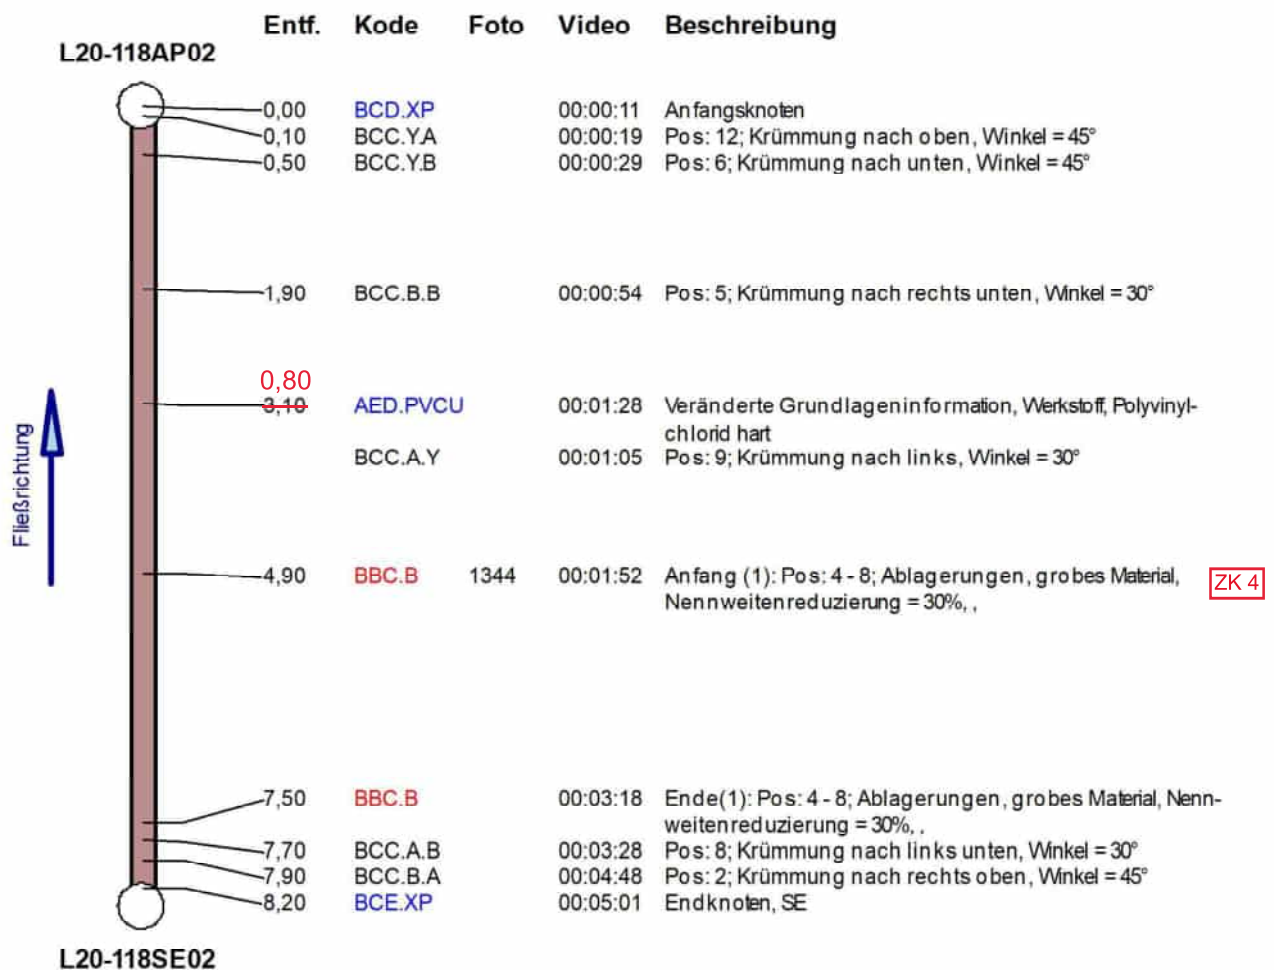 Entf. Kode Foto Video Beschreibung
L20-118AP02
0,00 BCD.XP 00:00:11 Anfangsknoten
0,10 BCC.Y.A 00:00:19 Pos: 12; Krümmung nach oben, Winkel = 45°
0,50 BCC.Y.B 00:00:29 Pos: 6; Krümmung nach unten, Winkel = 45°
1,90 BCC.B.B 00:00:54 Pos: 5; Krümmung nach rechts unten, Winkel = 30°
0,80
3,10 AED.PVCU 00:01:28 Veränderte Grundlageninformation, Werkstoff, Polyvinyl-
chlorid hart
BCC.A.Y 00:01:05 Pos: 9; Krümmung nach links, Winkel = 30°
Fließrichtung
4,90 BBC.B 1344 00:01:52 Anfang (1): Pos: 4 - 8; Ablagerungen, grobes Material, ZK 4
Nennweitenreduzierung = 30%, ,
7,50 BBC.B 00:03:18 Ende(1): Pos: 4 - 8; Ablagerungen, grobes Material, Nenn-
weitenreduzierung = 30%, ,
7,70 BCC.A.B 00:03:28 Pos: 8; Krümmung nach links unten, Winkel = 30°
7,90 BCC.B.A 00:04:48 Pos: 2; Krümmung nach rechts oben, Winkel = 45°
8,20 BCE.XP 00:05:01 Endknoten, SE
L20-118SE02